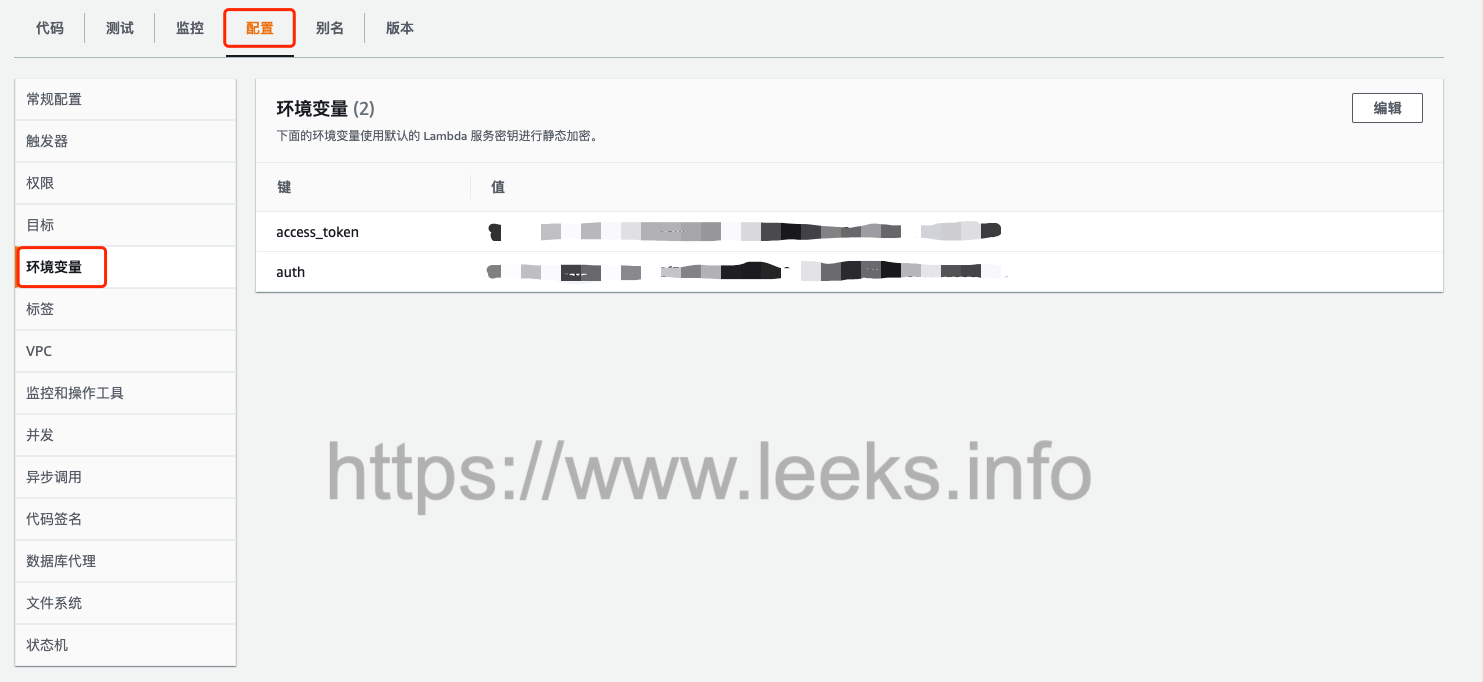 代码 测试 监控 配置 别名 版本
常规配置
触发器
权限
目标
环境变量
标签
VPC
监控和操作工具
并发
异步调用
代码签名
数据库代理
文件系统
状态机
环境变量 (2)
编辑
下面的环境变量使用默认的 Lambda 服务密钥进行静态加密。
键 值
access_token
auth
https://www.leeks.info